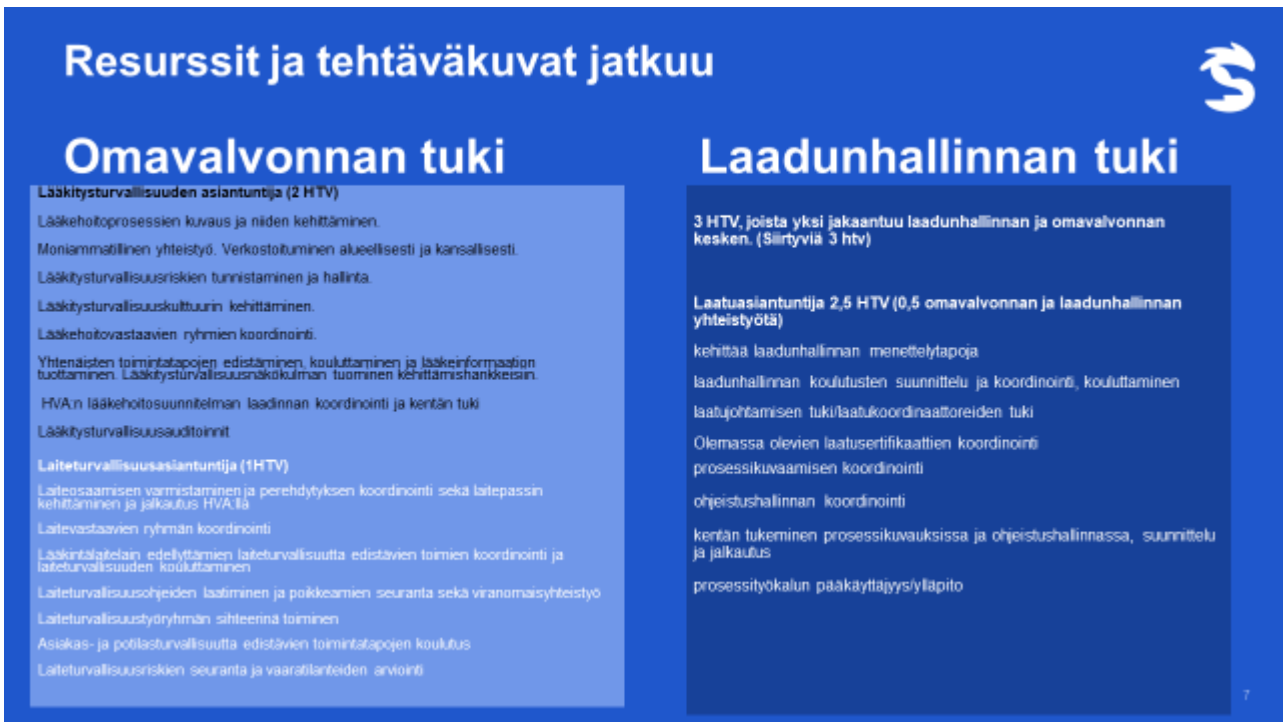 Resurssit ja tehtäväkuvat jatkuu
Omavalvonnan tuki
Lääkitysturvallisuuden asiantuntija (2 HTV)
Lääkehoitoprosessien kuvaus ja niiden kehittäminen.
Moniammatillinen yhteistyö. Verkostoituminen alueellisesti ja kansallisesti.
Lääkitysturvallisuusriskien tunnistaminen ja hallinta.
Lääkitysturvallisuuskulttuurin kehittäminen.
Lääkehoitovastaavien ryhmien koordinointi.
Yhtenäisten toimintatapojen edistäminen, kouluttaminen ja lääkeinformaation
tuottaminen. Lääkitysturvallisuusnäkökulman tuominen kehittämishankkeisiin.
HVA:n lääkehoitosuunnitelman laadinnan koordinointi ja kentän tuki
Lääkitysturvallisuusauditoinnit
Laiteturvallisuusasiantuntija (1HTV)
Laiteosaamisen varmistaminen ja perehdytyksen koordinointi sekä laitepassin
kehittäminen ja jalkautus HVA:llä
Laitevastaavien ryhmän koordinointi
Lääkintälaitelain edellyttämien laiteturvallisuutta edistävien toimien koordinointi ja
laiteturvallisuuden kouluttaminen
Laiteturvallisuusohjeiden laatiminen ja poikkeamien seuranta sekä viranomaisyhteistyö
Laiteturvallisuustyöryhmän sihteerinä toiminen
Asiakas- ja potilasturvallisuutta edistävien toimintatapojen koulutus
Laiteturvallisuusriskien seuranta ja vaaratilanteiden arviointi
Laadunhallinnan tuki
3 HTV, joista yksi jakaantuu laadunhallinnan ja omavalvonnan
kesken. (Siirtyviä 3 htv)
Laatuasiantuntija 2,5 HTV (0,5 omavalvonnan ja laadunhallinnan
yhteistyötä)
kehittää laadunhallinnan menettelytapoja
laadunhallinnan koulutusten suunnittelu ja koordinointi, kouluttaminen
laatujohtamisen tuki/laatukoordinaattoreiden tuki
Olemassa olevien laatusertifikaattien koordinointi
prosessikuvaamisen koordinointi
ohjeistushallinnan koordinointi
kentän tukeminen prosessikuvauksissa ja ohjeistushallinnassa, suunnittelu
ja jalkautus
prosessityökalun pääkäyttäjyys/ylläpito
7